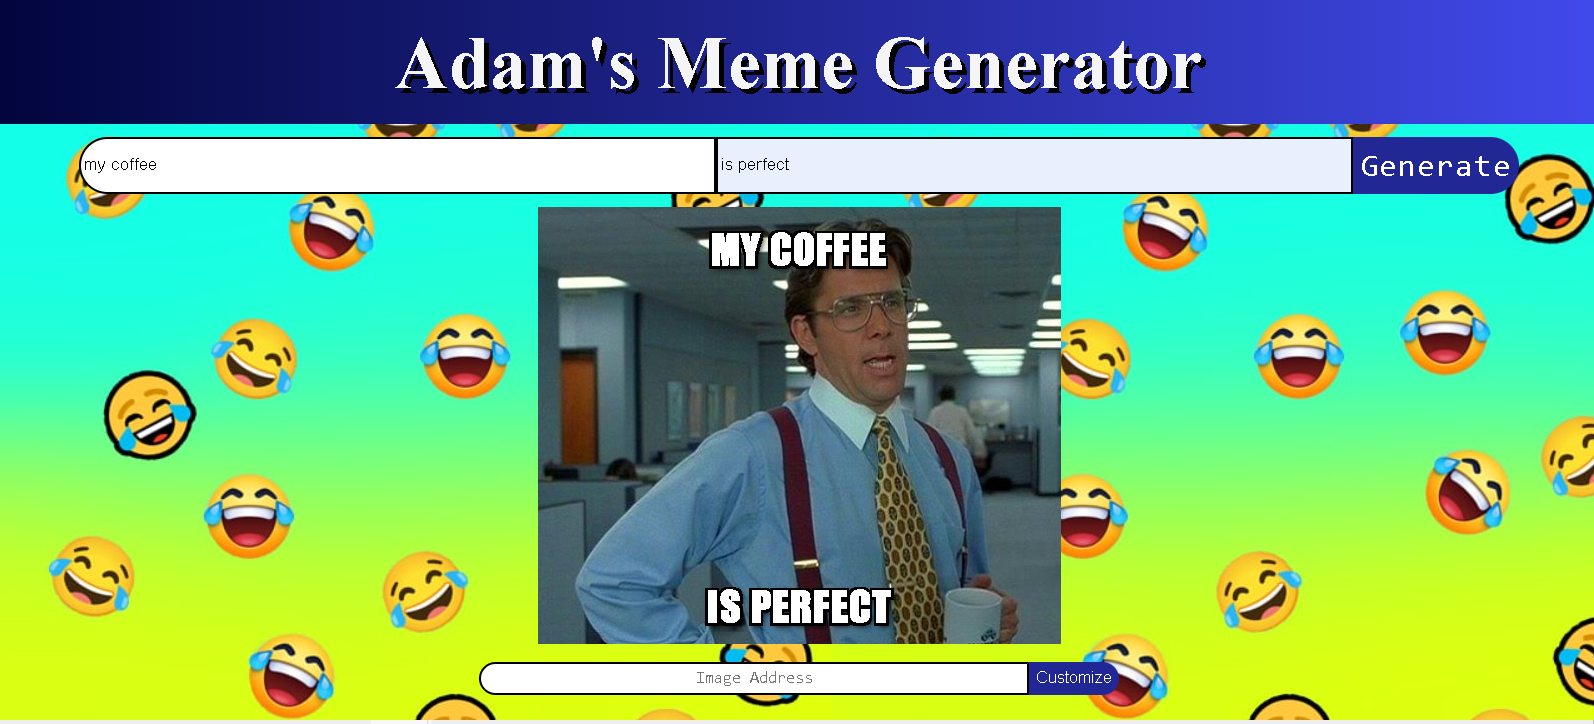 Adam's Meme Generator
my coffee
is perfect
Generate
MY COFFEE
IS PERFECT
Image Address
Customize